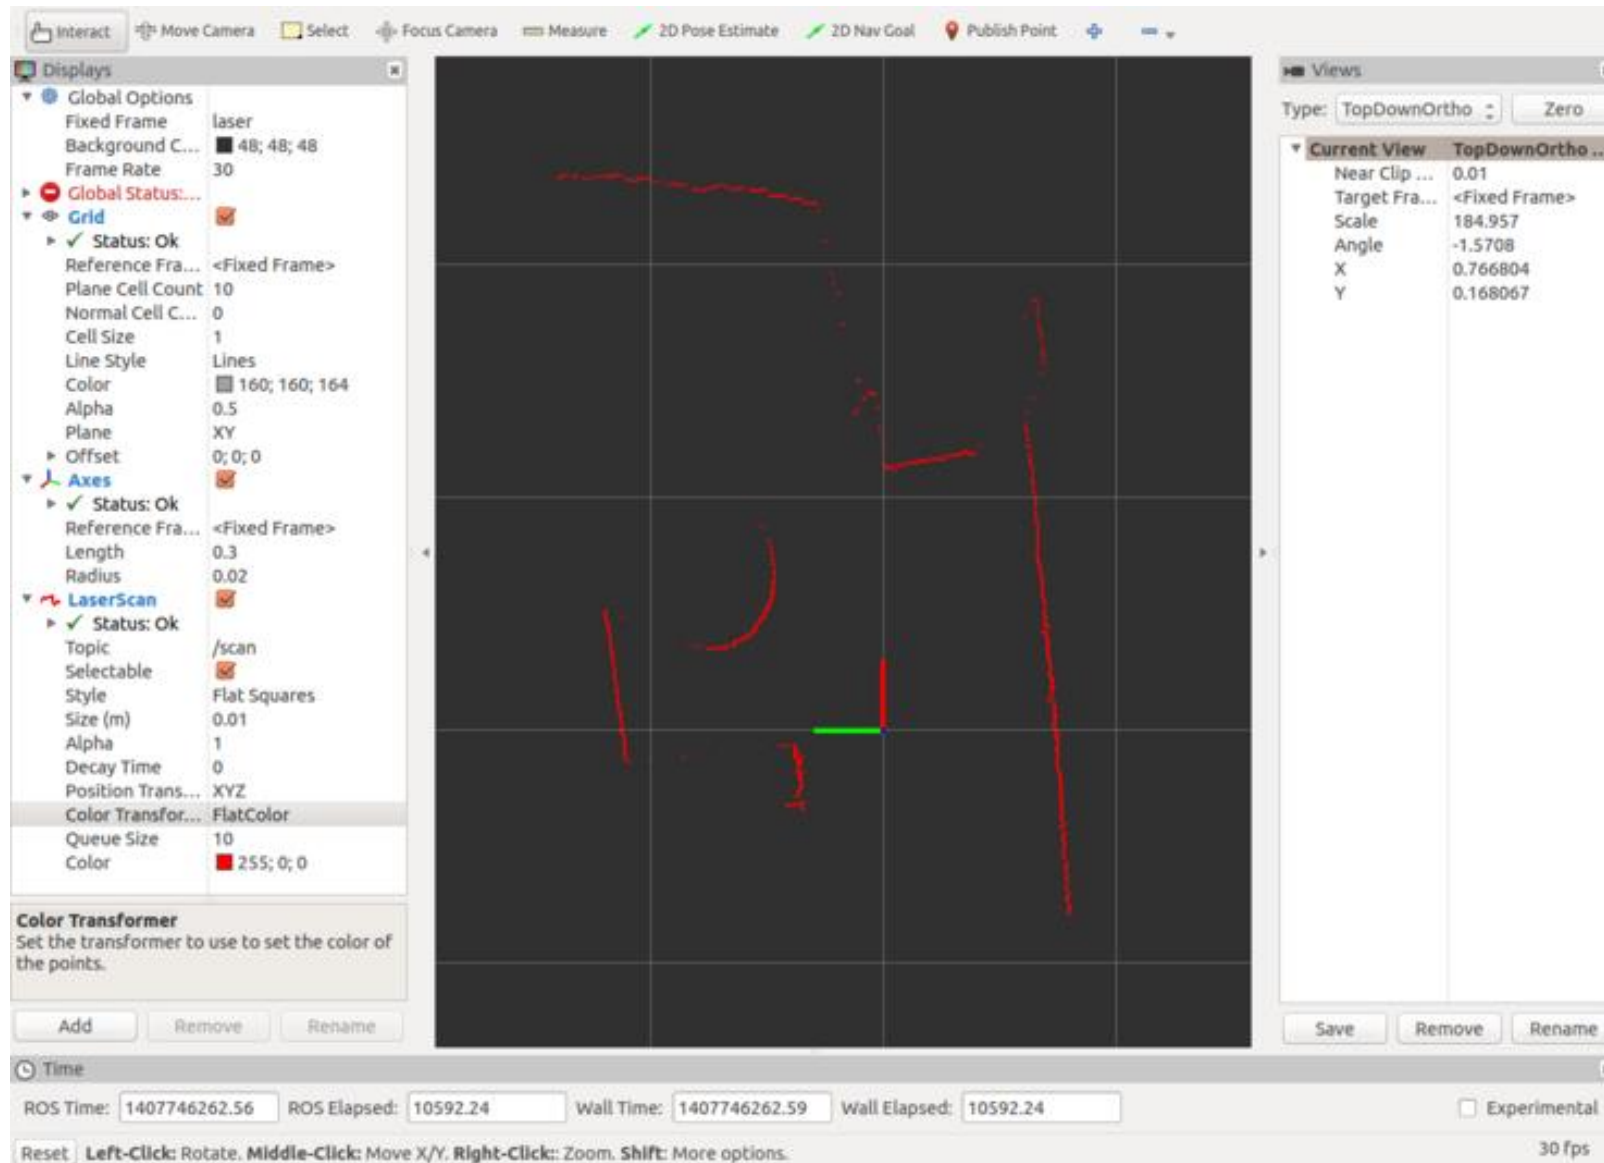 Interact Move Camera Select Focus Camera Measure 2D Pose Estimate 2D Nav Goal Publish Point
Displays
Global Options
Fixed Frame laser
Background C... 48; 48; 48
Frame Rate 30
Global Status:...
Grid
Status: Ok
Reference Fra... <Fixed Frame>
Plane Cell Count 10
Normal Cell C... 0
Cell Size 1
Line Style Lines
Color 160; 160; 164
Alpha 0.5
Plane XY
Offset 0; 0; 0
Axes
Status: Ok
Reference Fra... <Fixed Frame>
Length 0.3
Radius 0.02
LaserScan
Status: Ok
Topic /scan
Selectable
Style Flat Squares
Size (m) 0.01
Alpha 1
Decay Time 0
Position Trans... XYZ
Color Transfor... FlatColor
Queue Size 10
Color 255; 0; 0
Color Transformer
Set the transformer to use to set the color of
the points.
Add Remove Rename
Views
Type: TopDownOrtho Zero
Current View TopDownOrtho ...
Near Clip ... 0.01
Target Fra... <Fixed Frame>
Scale 184.957
Angle -1.5708
X 0.766804
Y 0.168067
Save Remove Rename
Time
ROS Time: 1407746262.56 ROS Elapsed: 10592.24 Wall Time: 1407746262.59 Wall Elapsed: 10592.24 Experimental
Reset Left-Click: Rotate. Middle-Click: Move X/Y. Right-Click:: Zoom. Shift: More options. 30 fps